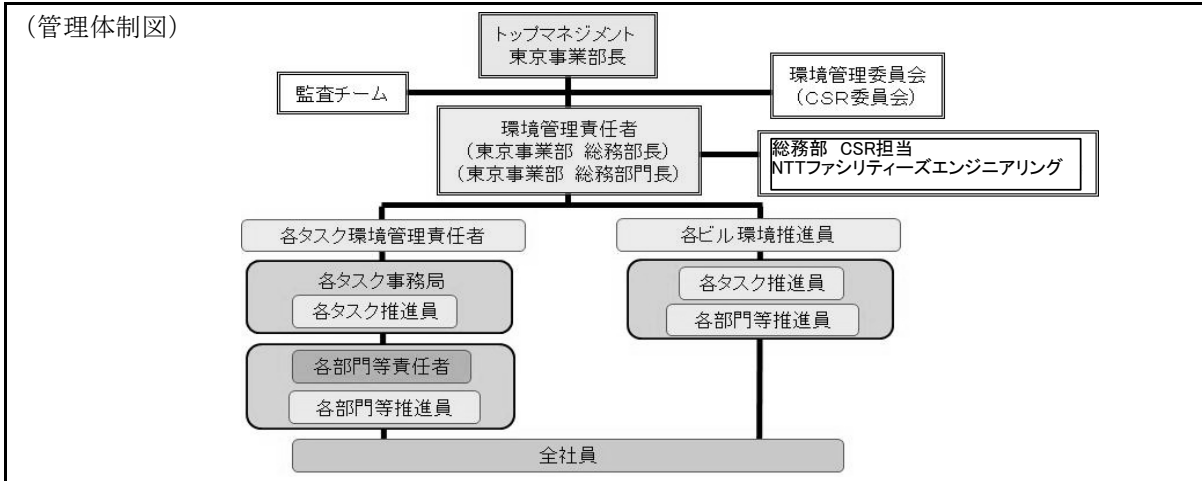 (管理体制図)
トップマネジメント
東京事業部長
監査チーム
環境管理委員会
(CSR委員会)
環境管理責任者
(東京事業部 総務部長)
(東京事業部 総務部門長)
総務部 CSR担当
NTTファシリティーズエンジニアリング
各タスク環境管理責任者
各ビル環境推進員
各タスク事務局
各タスク推進員
各タスク推進員
各部門等推進員
各部門等責任者
各部門等推進員
全社員